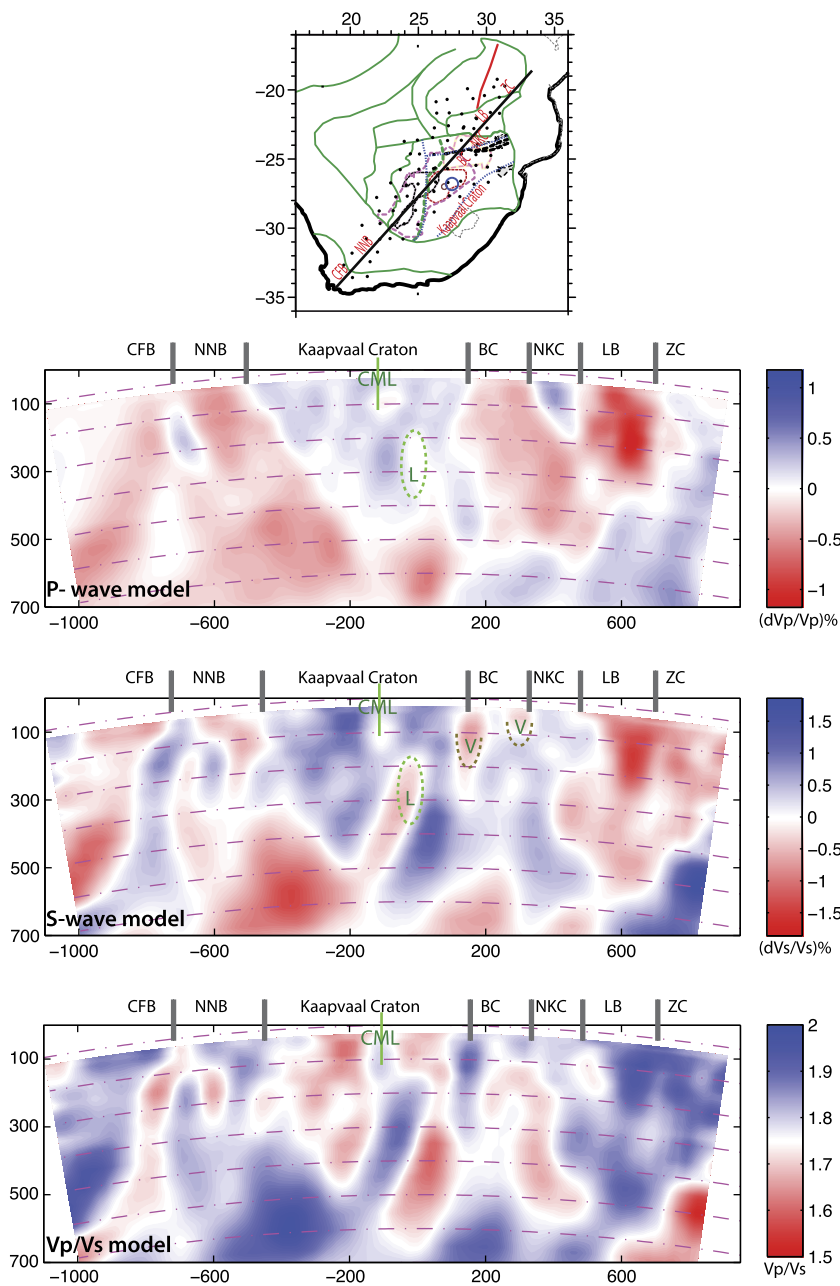 20 25 30 35
−20
−25
−30
−35
ZC
LB
NKC
BC
Kaapvaal Craton
NNB
CFB
CFB NNB Kaapvaal Craton BC NKC LB ZC
CML
L
100
300
500
700
P- wave model
−1000 −600 −200 200 600
1
0.5
0
−0.5
−1
(dVp/Vp)%
CFB NNB Kaapvaal Craton BC NKC LB ZC
CML
V V
L
100
300
500
700
S-wave model
−1000 −600 −200 200 600
1.5
1
0.5
0
−0.5
−1
−1.5
(dVs/Vs)%
CFB NNB Kaapvaal Craton BC NKC LB ZC
CML
100
300
500
700
Vp/Vs model
−1000 −600 −200 200 600
2
1.9
1.8
1.7
1.6
1.5
Vp/Vs